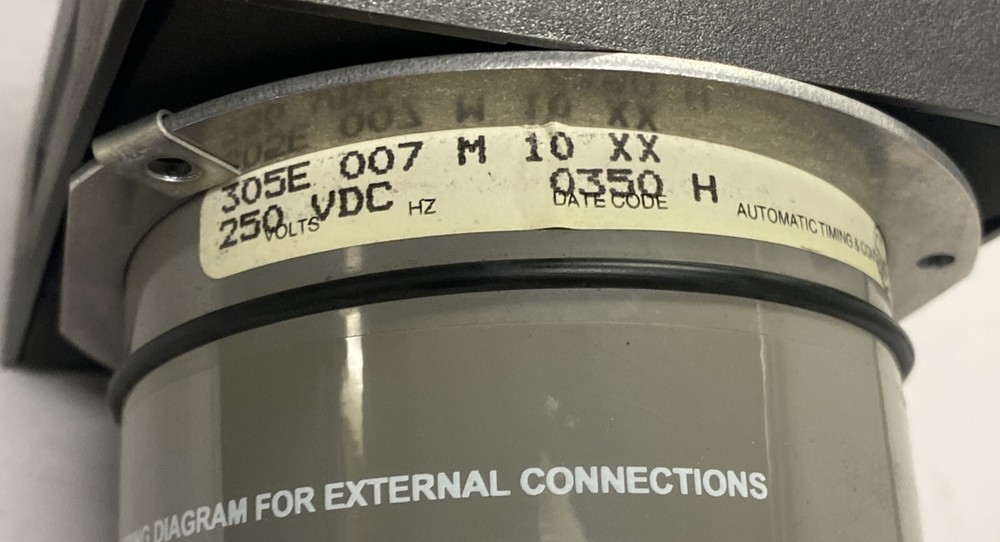 305E 007 M 10 XX
250 VDC 0350 H
VOLTS HZ DATE CODE AUTOMATIC TIMING &
DIAGRAM FOR EXTERNAL CONNECTIONS